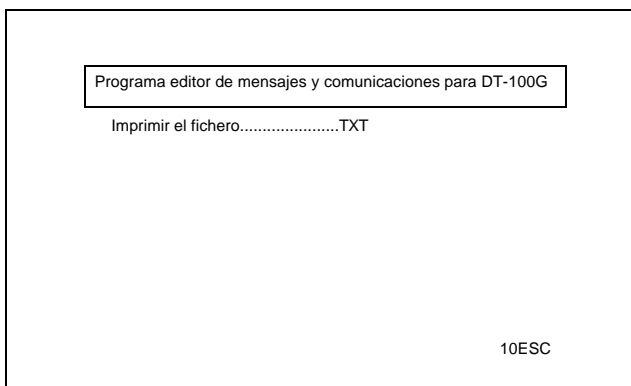 Programa editor de mensajes y comunicaciones para DT-100G
Imprimir el fichero......................TXT
10ESC